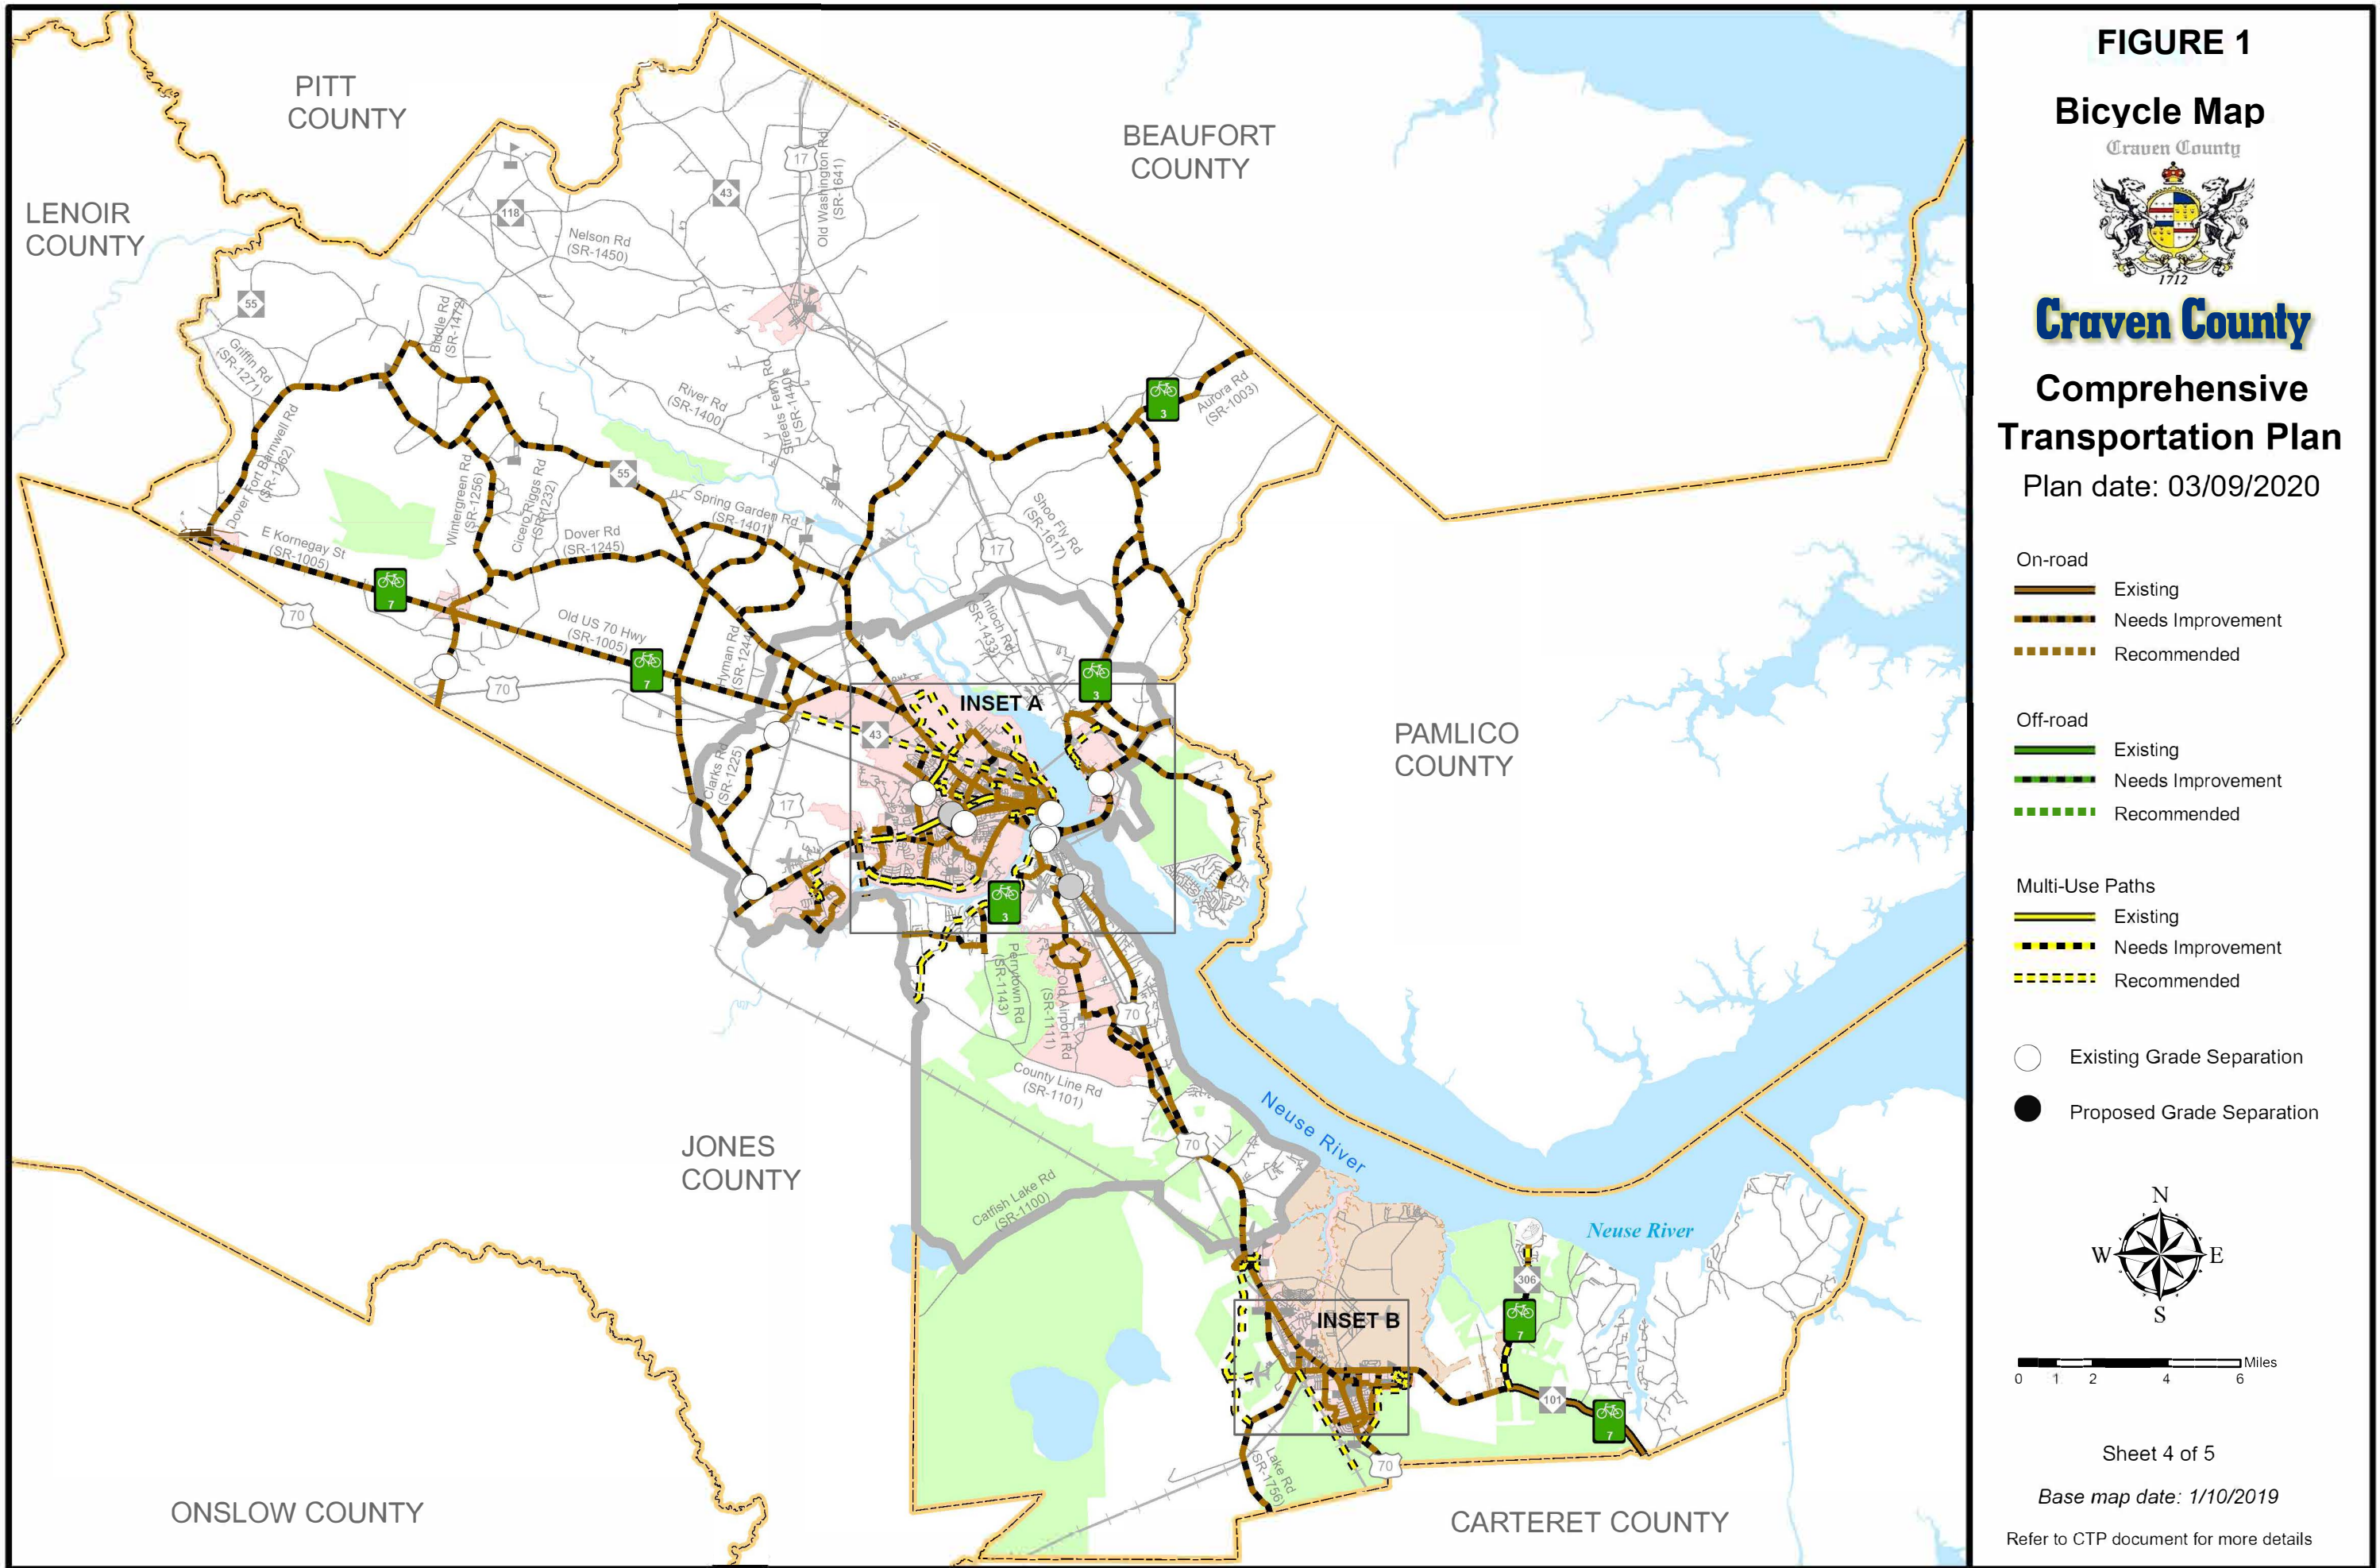 PITT
COUNTY
BEAUFORT
COUNTY
LENOIR
COUNTY
17
Old Washington Rd
(SR-1641)
43
118
Nelson Rd
(SR-1450)
55
Biddle Rd
(SR-1472)
Griffin Rd
(SR-1271)
River Rd
(SR-1400)
Streets Ferry Rd
(SR-1440)
3
Aurora Rd
(SR-1003)
Dover Fort Barnwell Rd
(SR-1262)
Wintergreen Rd
(SR-1256)
Cicero Riggs Rd
(SR-1232)
55
Spring Garden Rd
(SR-1401)
Shoo Fly Rd
(SR-1617)
E Kornegay St
(SR-1005)
Dover Rd
(SR-1245)
17
7
70
Old US 70 Hwy
(SR-1005)
Antioch Rd
(SR-1433)
Hyman Rd
(SR-1244)
7
70
3
INSET A
43
Clarks Rd
(SR-1225)
17
PAMLICO
COUNTY
3
Perrytown Rd
(SR-1143)
Old Airport Rd
(SR-1111)
70
County Line Rd
(SR-1101)
Neuse River
70
JONES
COUNTY
Catfish Lake Rd
(SR-1100)
Neuse River
306
7
INSET B
101
7
70
Lake Rd
(SR-1756)
ONSLOW COUNTY
CARTERET COUNTY
FIGURE 1
Bicycle Map
Craven County
1712
Craven County
Comprehensive
Transportation Plan
Plan date: 03/09/2020
On-road
Existing
Needs Improvement
Recommended
Off-road
Existing
Needs Improvement
Recommended
Multi-Use Paths
Existing
Needs Improvement
Recommended
Existing Grade Separation
Proposed Grade Separation
N
W E
S
Miles
0 1 2 4 6
Sheet 4 of 5
Base map date: 1/10/2019
Refer to CTP document for more details